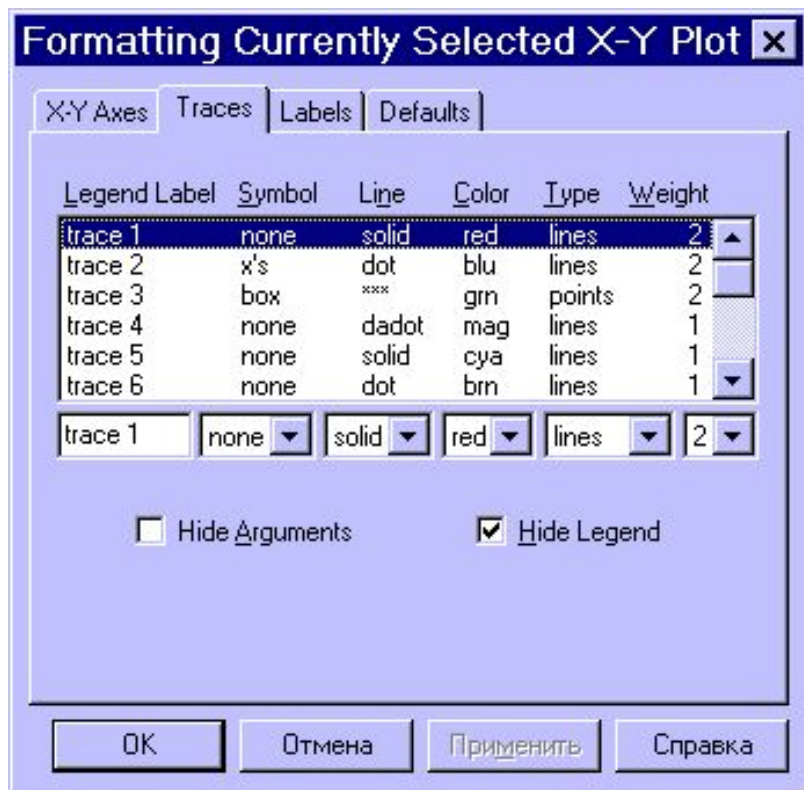 Formatting Currently Selected X-Y Plot
X-Y Axes Traces Labels Defaults
Legend Label Symbol Line Color Type Weight
trace 1 none solid red lines 2
trace 2 x's dot blu lines 2
trace 3 box *** grn points 2
trace 4 none dadot mag lines 1
trace 5 none solid cya lines 1
trace 6 none dot brn lines 1
trace 1 none solid red lines 2
Hide Arguments Hide Legend
OK Отмена Применить Справка